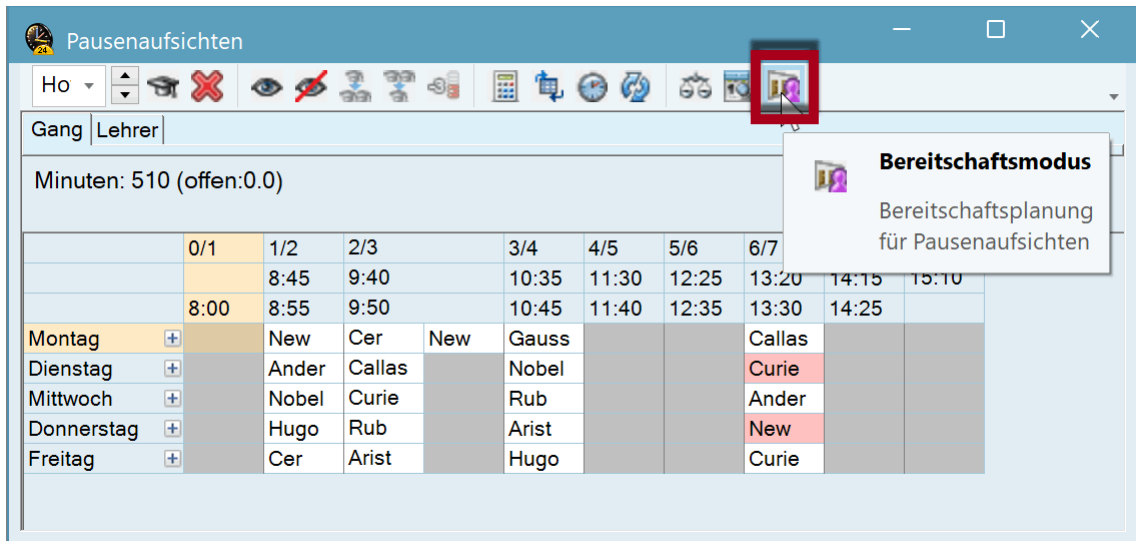 Pausenaufsichten
Ho
Gang Lehrer
Bereitschaftsmodus
Bereitschaftsplanung
für Pausenaufsichten
Minuten: 510 (offen:0.0)
0/1 1/2 2/3 3/4 4/5 5/6 6/7
8:45 9:40 10:35 11:30 12:25 13:20 14:15 15:10
8:00 8:55 9:50 10:45 11:40 12:35 13:30 14:25
Montag + New Cer New Gauss Callas
Dienstag + Ander Callas Nobel Curie
Mittwoch + Nobel Curie Rub Ander
Donnerstag + Hugo Rub Arist New
Freitag + Cer Arist Hugo Curie